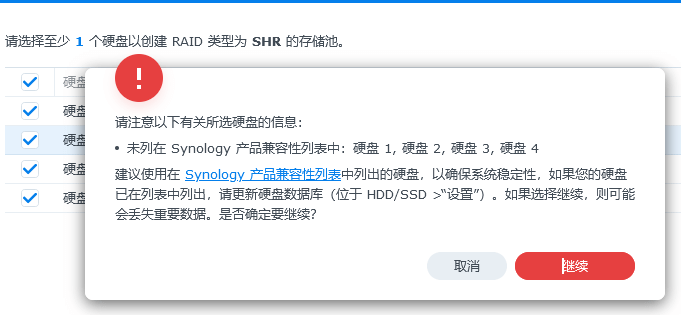 请选择至少 1 个硬盘以创建 RAID 类型为 SHR 的存储池。
硬盘
硬盘
硬盘
硬盘
硬盘
请注意以下有关所选硬盘的信息：
• 未列在 Synology 产品兼容性列表中：硬盘 1, 硬盘 2, 硬盘 3, 硬盘 4
建议使用在 Synology 产品兼容性列表中列出的硬盘，以确保系统稳定性，如果您的硬盘
已在列表中列出，请更新硬盘数据库（位于 HDD/SSD >“设置”）。如果选择继续，则可能
会丢失重要数据。是否确定要继续?
取消
继续